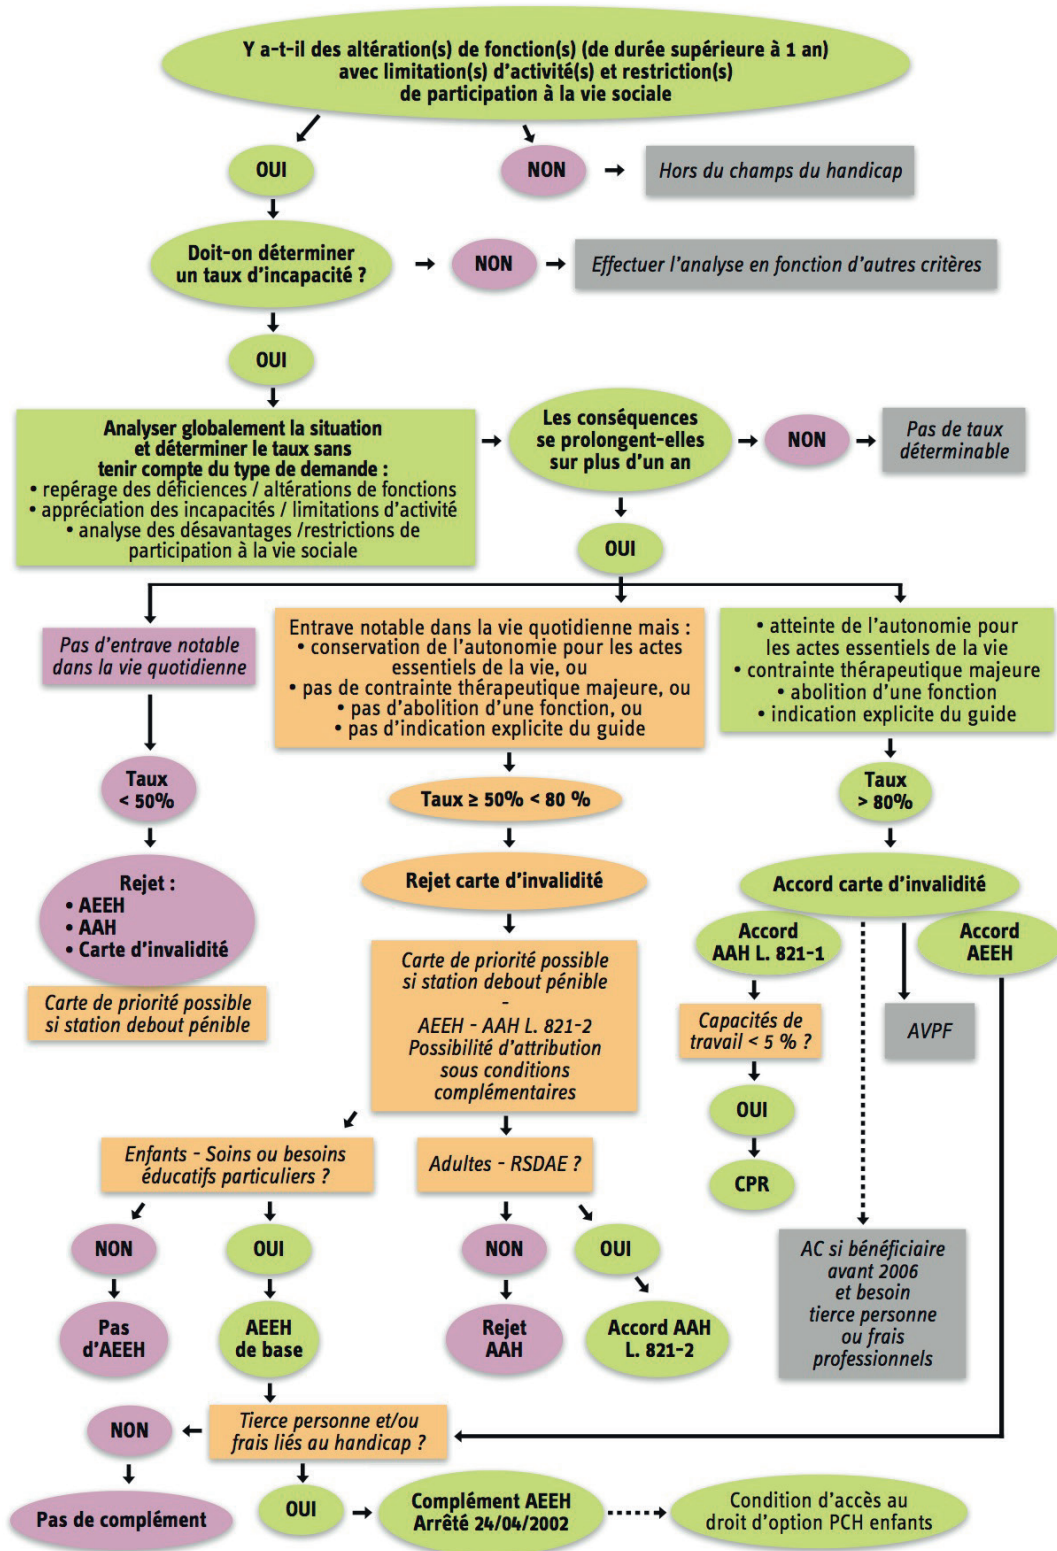 Y a-t-il des altération(s) de fonction(s) (de durée supérieure à 1 an)
avec limitation(s) d'activité(s) et restriction(s)
de participation à la vie sociale
OUI
NON
Hors du champs du handicap
Doit-on déterminer
un taux d'incapacité ?
NON
Effectuer l'analyse en fonction d'autres critères
OUI
Analyser globalement la situation
et déterminer le taux sans
tenir compte du type de demande :
• repérage des déficiences / altérations de fonctions
• appréciation des incapacités / limitations d'activité
• analyse des désavantages /restrictions de
participation à la vie sociale
Les conséquences
se prolongent-elles
sur plus d'un an
NON
Pas de taux
déterminable
OUI
Pas d'entrave notable
dans la vie quotidienne
Entrave notable dans la vie quotidienne mais :
• conservation de l'autonomie pour les actes
essentiels de la vie, ou
• pas de contrainte thérapeutique majeure, ou
• pas d'abolition d'une fonction, ou
• pas d'indication explicite du guide
• atteinte de l'autonomie pour
les actes essentiels de la vie
• contrainte thérapeutique majeure
• abolition d'une fonction
• indication explicite du guide
Taux
< 50%
Taux ≥ 50% < 80 %
Taux
> 80%
Rejet :
• AEEH
• AAH
• Carte d'invalidité
Carte de priorité possible
si station debout pénible
Rejet carte d'invalidité
Accord carte d'invalidité
Accord
AAH L. 821-1
Accord
AEEH
Carte de priorité possible
si station debout pénible
-
AEEH - AAH L. 821-2
Possibilité d'attribution
sous conditions
complémentaires
Capacités de
travail < 5 % ?
AVPF
OUI
CPR
Enfants - Soins ou besoins
éducatifs particuliers ?
Adultes - RSDAE ?
NON
OUI
NON
OUI
AC si bénéficiaire
avant 2006
et besoin
tierce personne
ou frais
professionnels
Pas
d'AEEH
AEEH
de base
Rejet
AAH
Accord AAH
L. 821-2
NON
Tierce personne et/ou
frais liés au handicap ?
Pas de complément
OUI
Complément AEEH
Arrêté 24/04/2002
Condition d'accès au
droit d'option PCH enfants